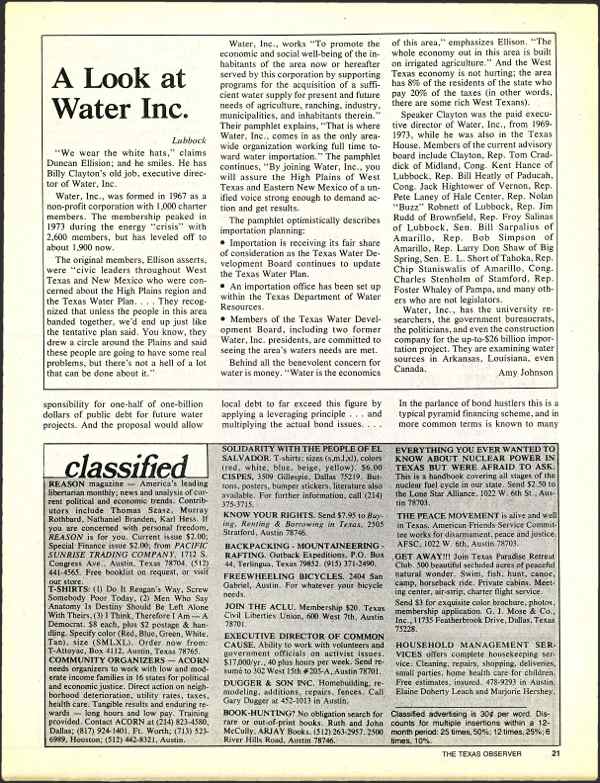 A Look at
Water Inc.
Lubbock
“We wear the white hats,” claims
Duncan Ellison; and he smiles. He has
Billy Clayton's old job, executive direc-
tor of Water, Inc.
Water, Inc., was formed in 1967 as a
non-profit corporation with 1,000 charter
members. The membership peaked in
1973 during the energy “crisis” with
2,600 members, but has leveled off to
about 1,900 now.
The original members, Ellison asserts,
were “civic leaders throughout West
Texas and New Mexico who were con-
cerned about the High Plains region and
the Texas Water Plan. . . . They recog-
nized that unless the people in this area
banded together, we'd end up just like
the tentative plan said. You know, they
drew a circle around the Plains and said
these people are going to have some real
problems, but there's not a hell of a lot
that can be done about it.”
Water, Inc., works “To promote the
economic and social well-being of the in-
habitants of the area now or hereafter
served by this corporation by supporting
programs for the acquisition of a suffi-
cient water supply for present and future
needs of agriculture, ranching, industry,
municipalities, and inhabitants therein.”
Their pamphlet explains, “That is where
Water, Inc., comes in as the only area-
wide organization working full time to-
ward water importation.” The pamphlet
continues, “By joining Water, Inc., you
will assure the High Plains of West
Texas and Eastern New Mexico of a un-
ified voice strong enough to demand ac-
tion and get results.
The pamphlet optimistically describes
importation planning:
• Importation is receiving its fair share
of consideration as the Texas Water De-
velopment Board continues to update
the Texas Water Plan.
• An importation office has been set up
within the Texas Department of Water
Resources.
• Members of the Texas Water Devel-
opment Board, including two former
Water, Inc. presidents, are committed to
seeing the area's waters needs are met.
Behind all the benevolent concern for
water is money. “Water is the economics
of this area,” emphasizes Ellison. “The
whole economy out in this area is built
on irrigated agriculture.” And the West
Texas economy is not hurting; the area
has 8% of the residents of the state who
pay 20% of the taxes (in other words,
there are some rich West Texans).
Speaker Clayton was the paid execu-
tive director of Water, Inc., from 1969-
1973, while he was also in the Texas
House. Members of the current advisory
board include Clayton, Rep. Tom Crad-
dick of Midland, Cong. Kent Hance of
Lubbock, Rep. Bill Heatly of Paducah,
Cong. Jack Hightower of Vernon, Rep.
Pete Laney of Hale Center, Rep. Nolan
“Buzz” Robnett of Lubbock, Rep. Jim
Rudd of Brownfield, Rep. Froy Salinas
of Lubbock, Sen. Bill Sarpalius of
Amarillo, Rep. Bob Simpson of
Amarillo, Rep. Larry Don Shaw of Big
Spring, Sen. E. L. Short of Tahoka, Rep.
Chip Staniswalis of Amarillo, Cong.
Charles Stenholm of Stamford, Rep.
Foster Whaley of Pampa, and many oth-
ers who are not legislators.
Water, Inc., has the university re-
searchers, the government bureaucrats,
the politicians, and even the construction
company for the up-to-$26 billion impor-
tation project. They are examining water
sources in Arkansas, Louisiana, even
Canada.
Amy Johnson
sponsibility for one-half of one-billion
dollars of public debt for future water
projects. And the proposal would allow
local debt to far exceed this figure by
applying a leveraging principle . . . and
multiplying the actual bond issues. . . .
In the parlance of bond hustlers this is a
typical pyramid financing scheme, and in
more common terms is known to many
classified
REASON magazine — America's leading
libertarian monthly; news and analysis of cur-
rent political and economic trends. Contrib-
utors include Thomas Szasz, Murray
Rothbard, Nathaniel Branden, Karl Hess. If
you are concerned with personal freedom,
REASON is for you. Current issue $2.00;
Special Finance issue $2.00; from PACIFIC
SUNRISE TRADING COMPANY, 1712 S.
Congress Ave., Austin, Texas 78704. (512)
441-4565. Free booklist on request, or visit
our store.
T-SHIRTS: (1) Do It Reagan's Way, Screw
Somebody Poor Today, (2) Men Who Say
Anatomy Is Destiny Should Be Left Alone
With Theirs, (3) I Think, Therefore I Am — A
Democrat. $8 each, plus $2 postage & han-
dling. Specify color (Red, Blue, Green, White,
Tan), size (SMLXL). Order now from:
T-Attoyac, Box 4112, Austin, Texas 78765.
COMMUNITY ORGANIZERS — ACORN
needs organizers to work with low and mod-
erate income families in 16 states for political
and economic justice. Direct action on neigh-
borhood deterioration, utility rates, taxes,
health care. Tangible results and enduring re-
wards — long hours and low pay. Training
provided. Contact ACORN at (214) 823-4580,
Dallas; (817) 924-1401, Ft. Worth; (713) 523-
6989, Houston; (512) 442-8321, Austin.
SOLIDARITY WITH THE PEOPLE OF EL
SALVADOR. T-shirts; sizes (s,m,l,xl), colors
(red, white, blue, beige, yellow). $6.00
CISPES, 3509 Gillespie, Dallas 75219. But-
tons, posters, bumper stickers, literature also
available. For further information, call (214)
375-3715.
KNOW YOUR RIGHTS. Send $7.95 to Buy-
ing, Renting & Borrowing in Texas, 2505
Stratford, Austin 78746.
BACKPACKING - MOUNTAINEERING -
RAFTING. Outback Expeditions, P.O. Box
44, Terlingua, Texas 79852. (915) 371-2490.
FREEWHEELING BICYCLES. 2404 San
Gabriel, Austin. For whatever your bicycle
needs.
JOIN THE ACLU. Membership $20. Texas
Civil Liberties Union, 600 West 7th, Austin
78701.
EXECUTIVE DIRECTOR OF COMMON
CAUSE. Ability to work with volunteers and
government officials on activist issues.
$17,000/yr., 40 plus hours per week. Send re-
sumé to 302 West 15th #205-A, Austin 78701.
DUGGER & SON INC. Homebuilding, re-
modeling, additions, repairs, fences. Call
Gary Dugger at 452-1013 in Austin.
BOOK-HUNTING? No obligation search for
rare or out-of-print books. Ruth and John
McCully, ARJAY Books, (512) 263-2957. 2500
River Hills Road, Austin 78746.
EVERYTHING YOU EVER WANTED TO
KNOW ABOUT NUCLEAR POWER IN
TEXAS BUT WERE AFRAID TO ASK.
This is a handbook covering all stages of the
nuclear fuel cycle in our state. Send $2.50 to
the Lone Star Alliance, 1022 W. 6th St., Aus-
tin 78703.
THE PEACE MOVEMENT is alive and well
in Texas. American Friends Service Commit-
tee works for disarmament, peace and justice.
AFSC, 1022 W. 6th, Austin 78703.
GET AWAY!!! Join Texas Paradise Retreat
Club. 500 beautiful secluded acres of peaceful
natural wonder. Swim, fish, hunt, canoe,
camp, horseback ride. Private cabins. Meet-
ing center, air-strip, charter flight service.
Send $3 for exquisite color brochure, photos,
membership application. G. J. Mose & Co.,
Inc., 11735 Featherbrook Drive, Dallas, Texas
75228.
HOUSEHOLD MANAGEMENT SER-
VICES offers complete housekeeping ser-
vice: Cleaning, repairs, shopping, deliveries,
small parties, home health care for children.
Free estimates, insured. 478-9293 in Austin,
Elaine Doherty Leach and Marjorie Hershey.
Classified advertising is 30¢ per word. Dis-
counts for multiple insertions within a 12-
month period: 25 times, 50%; 12 times, 25%; 6
times, 10%.
THE TEXAS OBSERVER 21